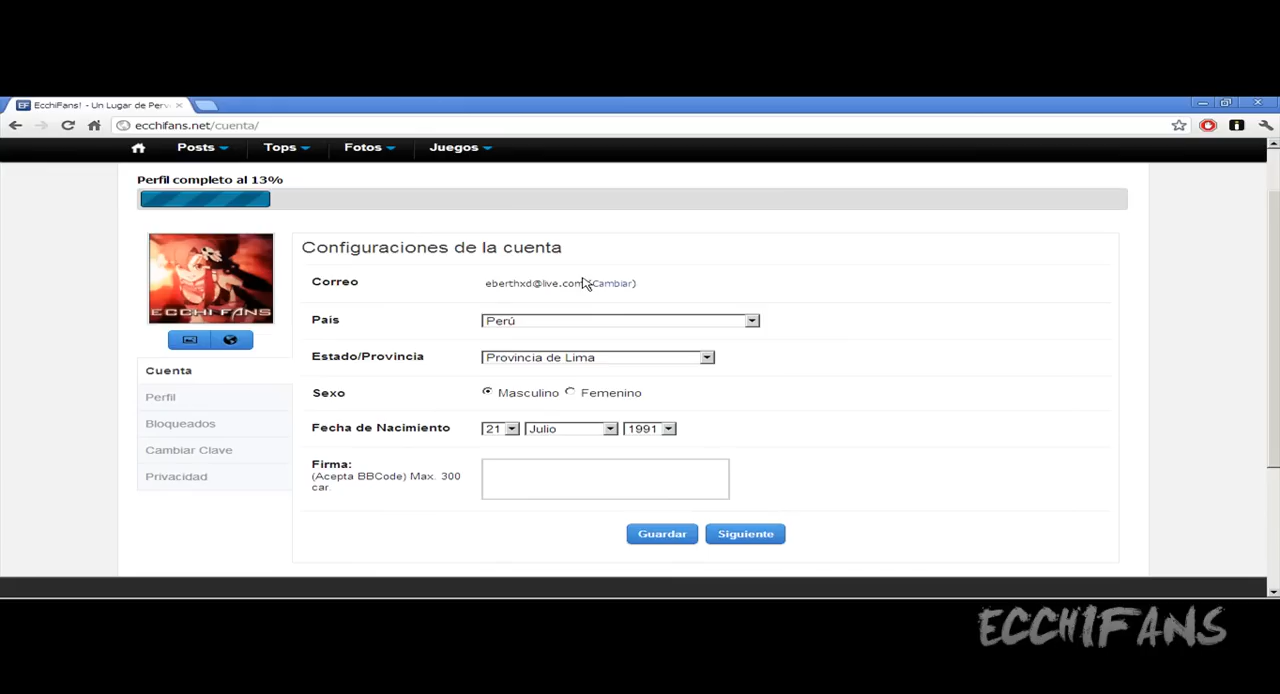 EF EcchiFans! - Un Lugar de Perv
ecchifans.net/cuenta/
Posts Tops Fotos Juegos
Perfil completo al 13%
ECCHI FANS
Configuraciones de la cuenta
Correo eberthxd@live.com (Cambiar)
Pais Perú
Estado/Provincia Provincia de Lima
Sexo Masculino Femenino
Fecha de Nacimiento 21 Julio 1991
Firma:
(Acepta BBCode) Max. 300
car.
Cuenta
Perfil
Bloqueados
Cambiar Clave
Privacidad
Guardar Siguiente
ECCHIFANS